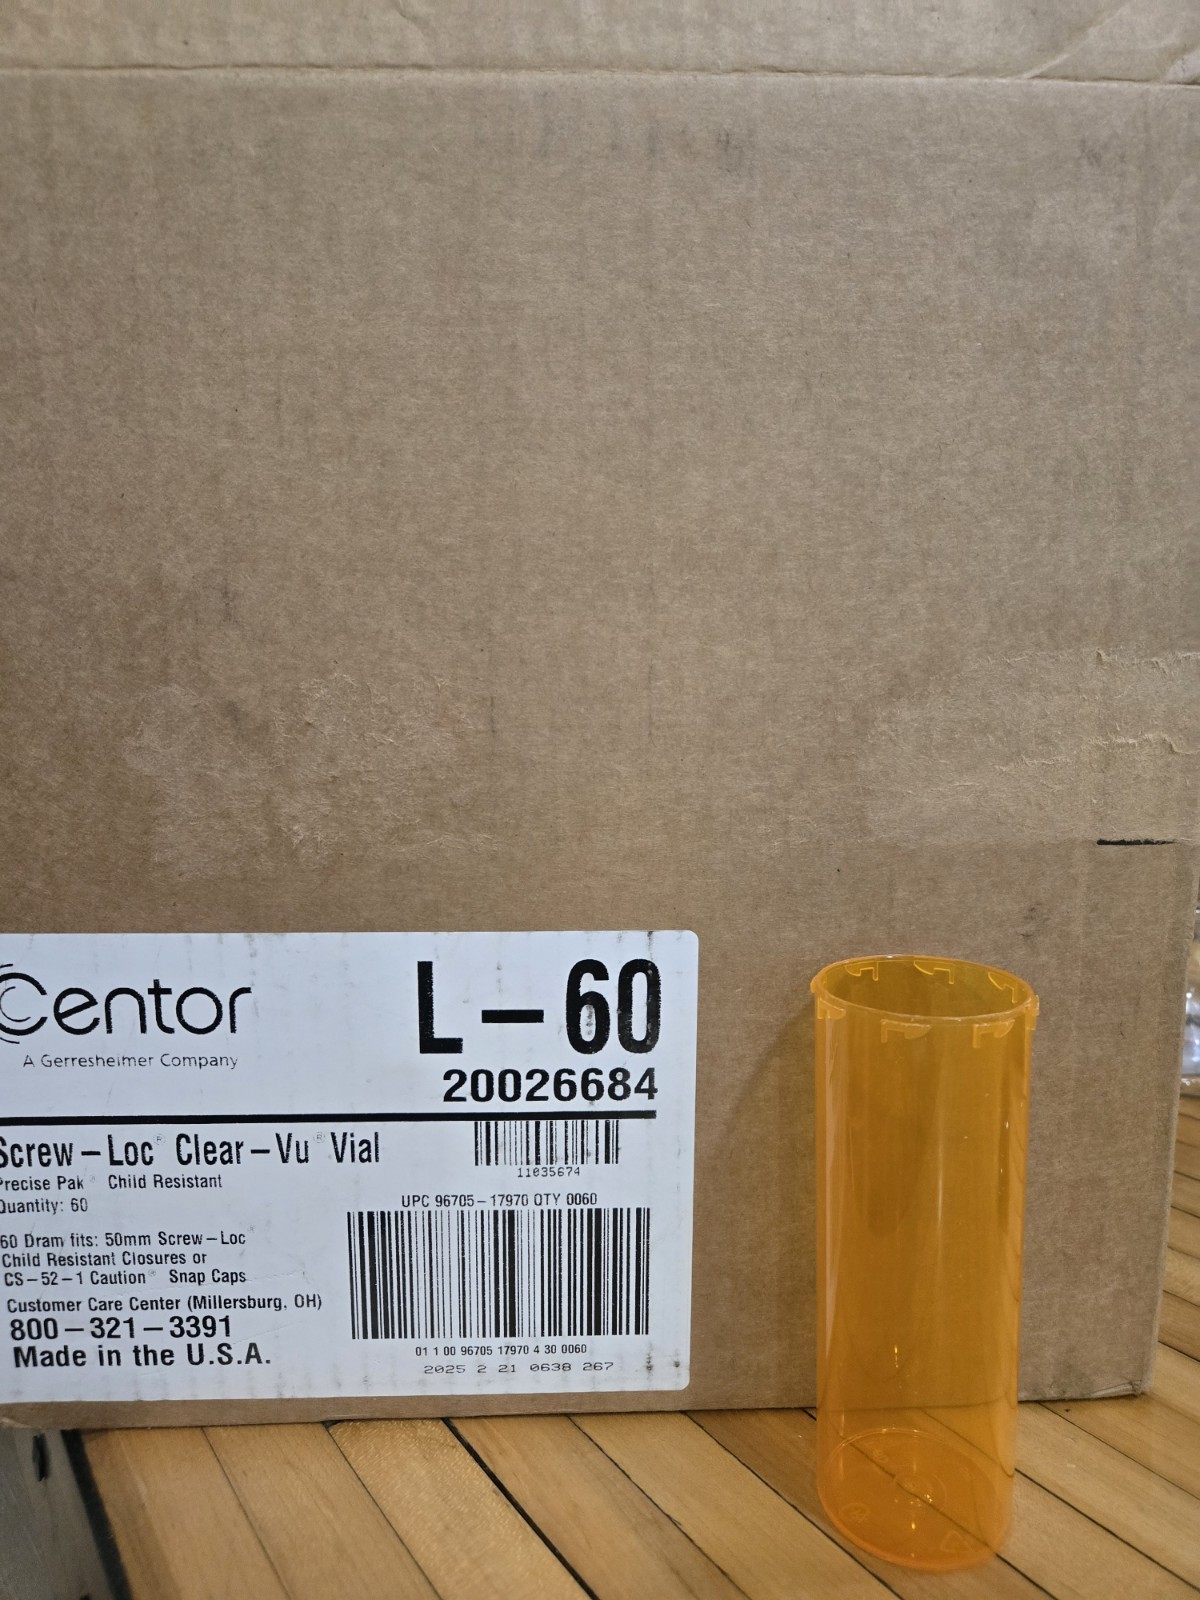 Centor
A Gerresheimer Company
L-60
20026684
Screw-Loc® Clear-Vu® Vial
Precise Pak Child Resistant
Quantity: 60
11035674
UPC 96705-17970 QTY 0060
60 Dram fits: 50mm Screw-Loc
Child Resistant Closures or
CS-52-1 Caution® Snap Caps
Customer Care Center (Millersburg, OH)
800-321-3391
Made in the U.S.A.
01 1 00 96705 17970 4 30 0060
2025 2 21 0638 267